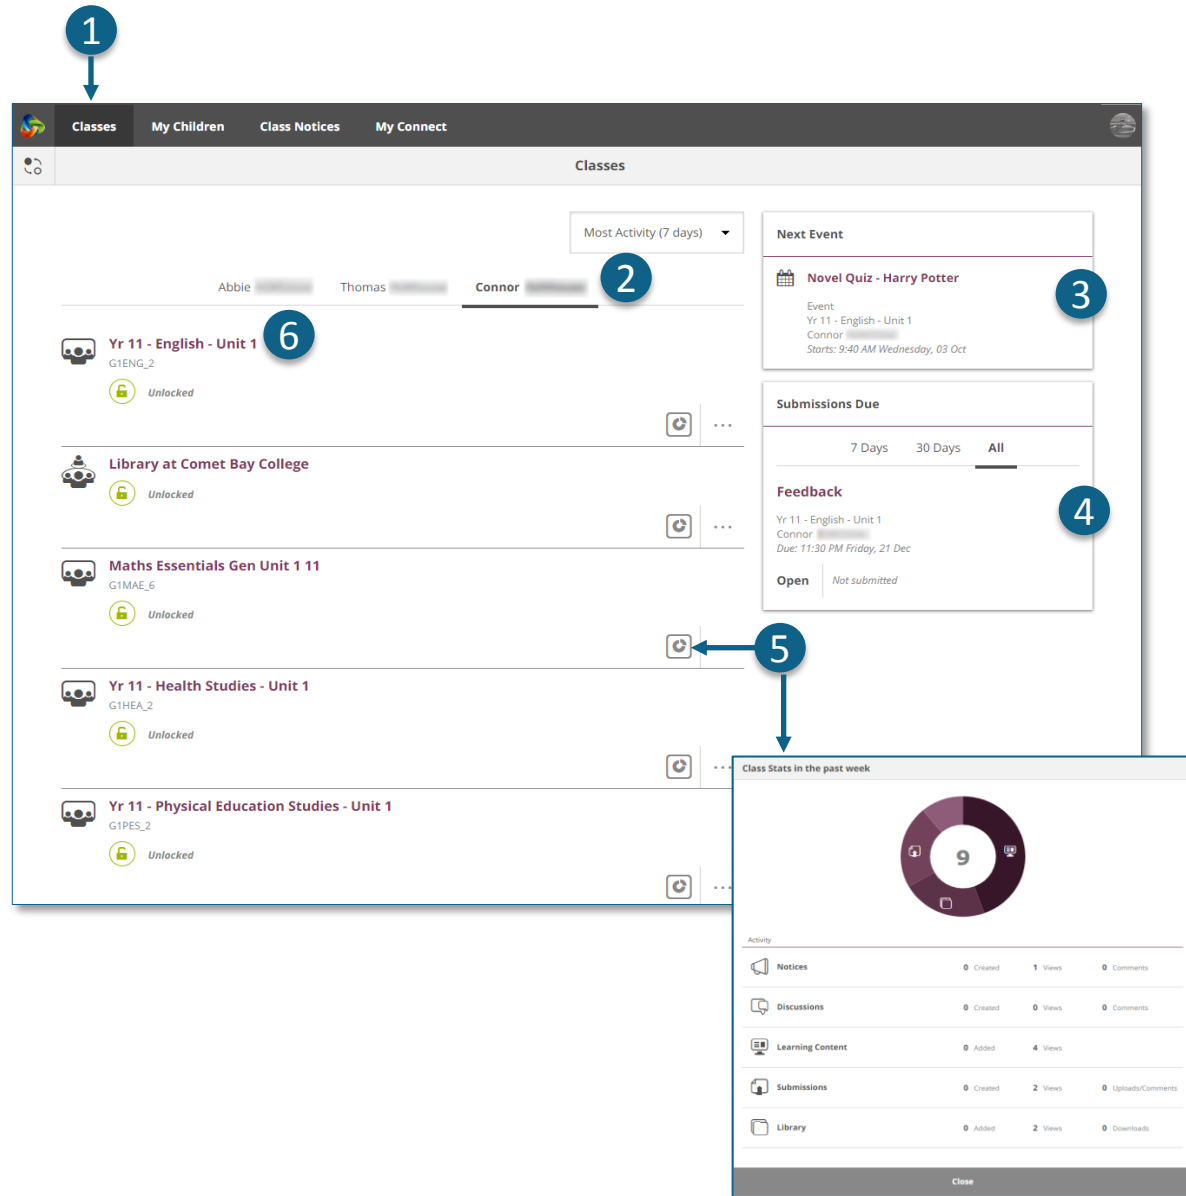 1
Classes My Children Class Notices My Connect
Classes
Most Activity (7 days)
2
Abbie Thomas Connor
6
Yr 11 - English - Unit 1
G1ENG_2
Unlocked
...
Library at Comet Bay College
Unlocked
...
Maths Essentials Gen Unit 1 11
G1MAE_6
Unlocked
5
Yr 11 - Health Studies - Unit 1
G1HEA_2
Unlocked
...
Yr 11 - Physical Education Studies - Unit 1
G1PES_2
Unlocked
...
Next Event
Novel Quiz - Harry Potter
3
Event
Yr 11 - English - Unit 1
Connor
Starts: 9:40 AM Wednesday, 03 Oct
Submissions Due
7 Days 30 Days All
Feedback
4
Yr 11 - English - Unit 1
Connor
Due: 11:30 PM Friday, 21 Dec
Open Not submitted
Class Stats in the past week
9
Activity
Notices 0 Created 1 Views 0 Comments
Discussions 0 Created 0 Views 0 Comments
Learning Content 0 Added 4 Views
Submissions 0 Created 2 Views 0 Uploads/Comments
Library 0 Added 2 Views 0 Downloads
Close